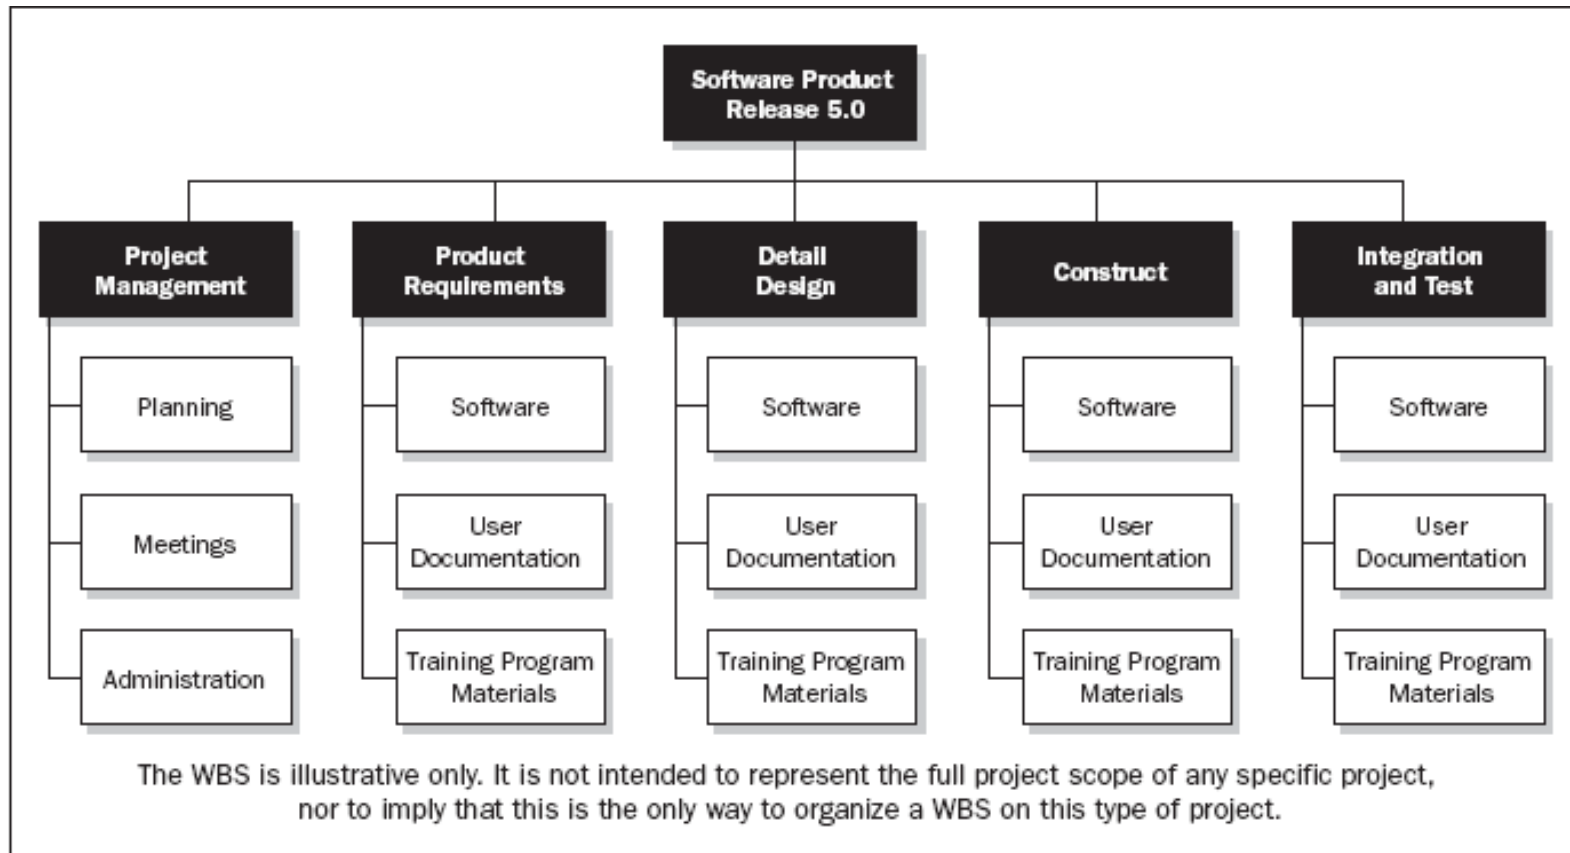 Software Product
Release 5.0
Project
Management
Product
Requirements
Detail
Design
Construct
Integration
and Test
Planning
Software
Software
Software
Software
Meetings
User
Documentation
User
Documentation
User
Documentation
User
Documentation
Administration
Training Program
Materials
Training Program
Materials
Training Program
Materials
Training Program
Materials
The WBS is illustrative only. It is not intended to represent the full project scope of any specific project,
nor to imply that this is the only way to organize a WBS on this type of project.